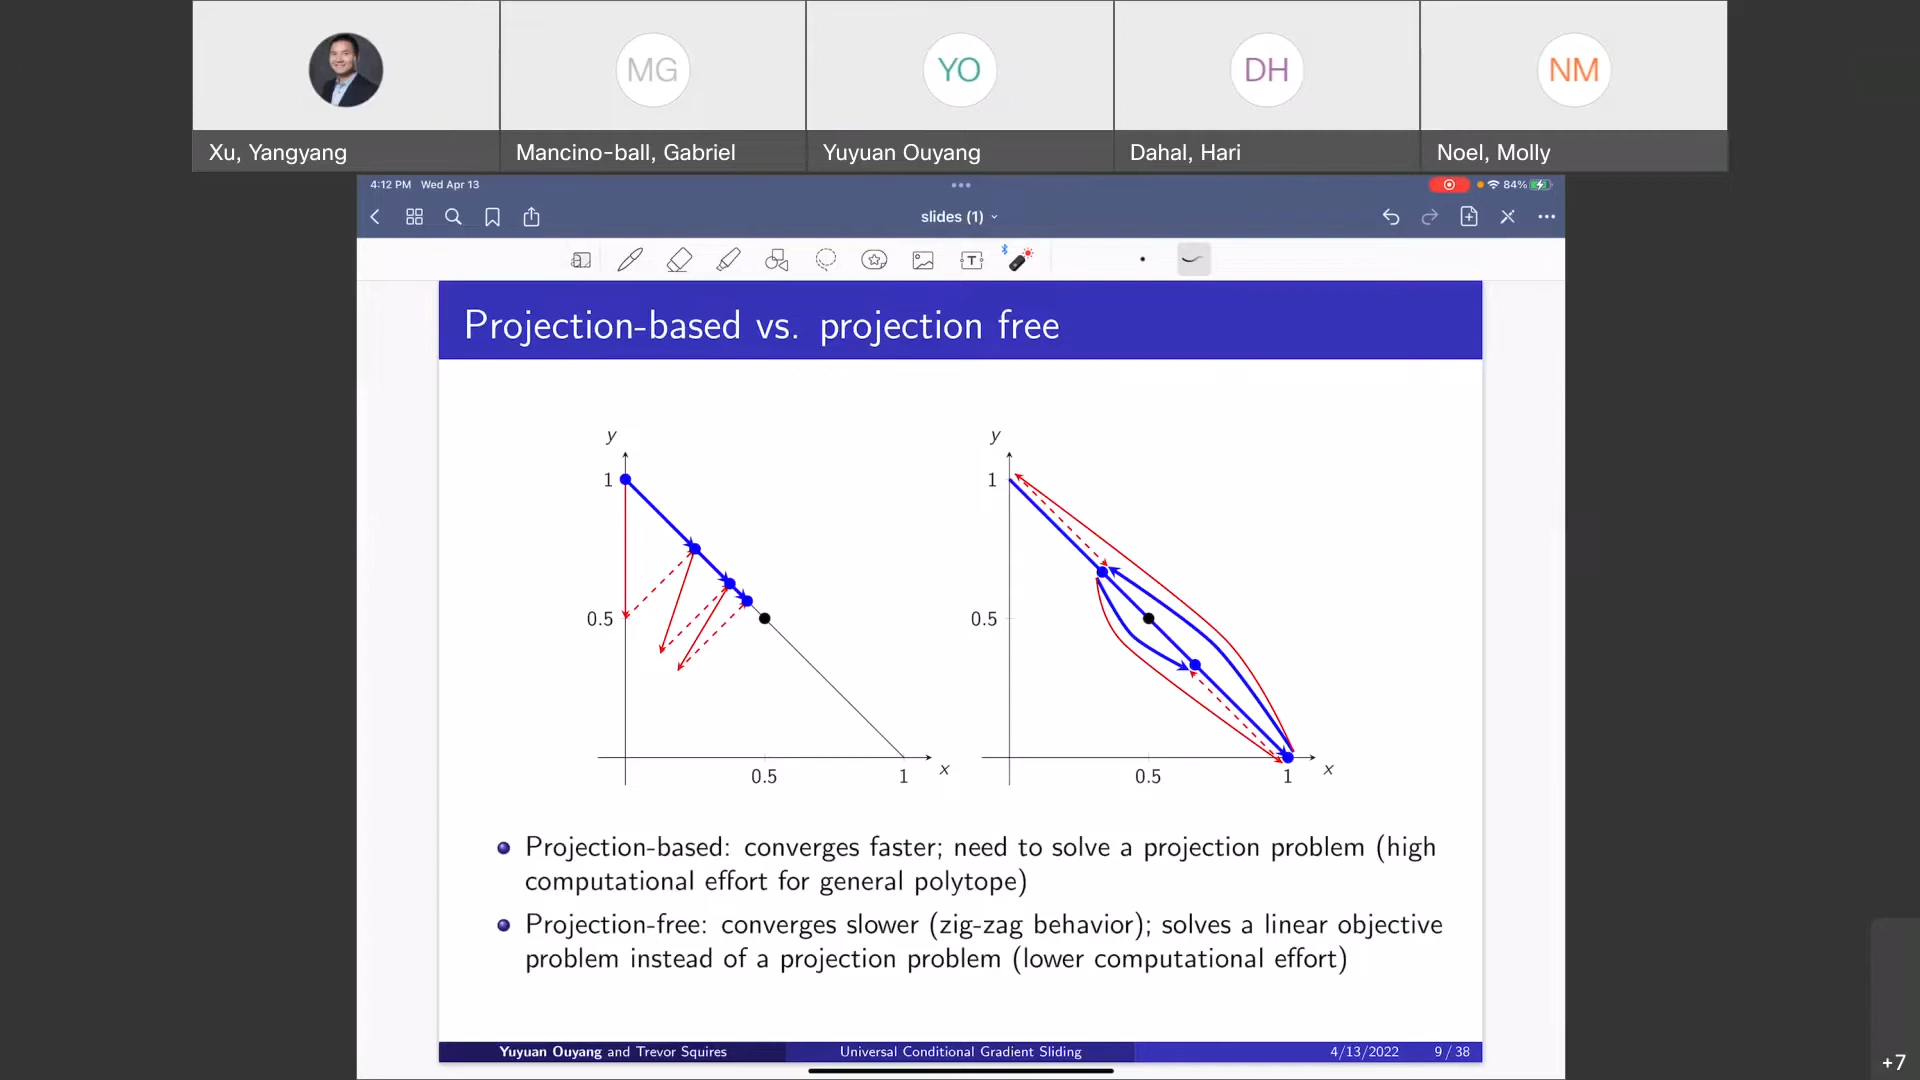 MG
YO
DH
NM
Xu, Yangyang
Mancino-ball, Gabriel
Yuyuan Ouyang
Dahal, Hari
Noel, Molly
4:12 PM Wed Apr 13
84%
slides (1)
T
Projection-based vs. projection free
y
1
0.5
0.5
1
x
y
1
0.5
0.5
1
x
Projection-based: converges faster; need to solve a projection problem (high
computational effort for general polytope)
Projection-free: converges slower (zig-zag behavior); solves a linear objective
problem instead of a projection problem (lower computational effort)
Yuyuan Ouyang and Trevor Squires
Universal Conditional Gradient Sliding
4/13/2022
9 / 38
+7